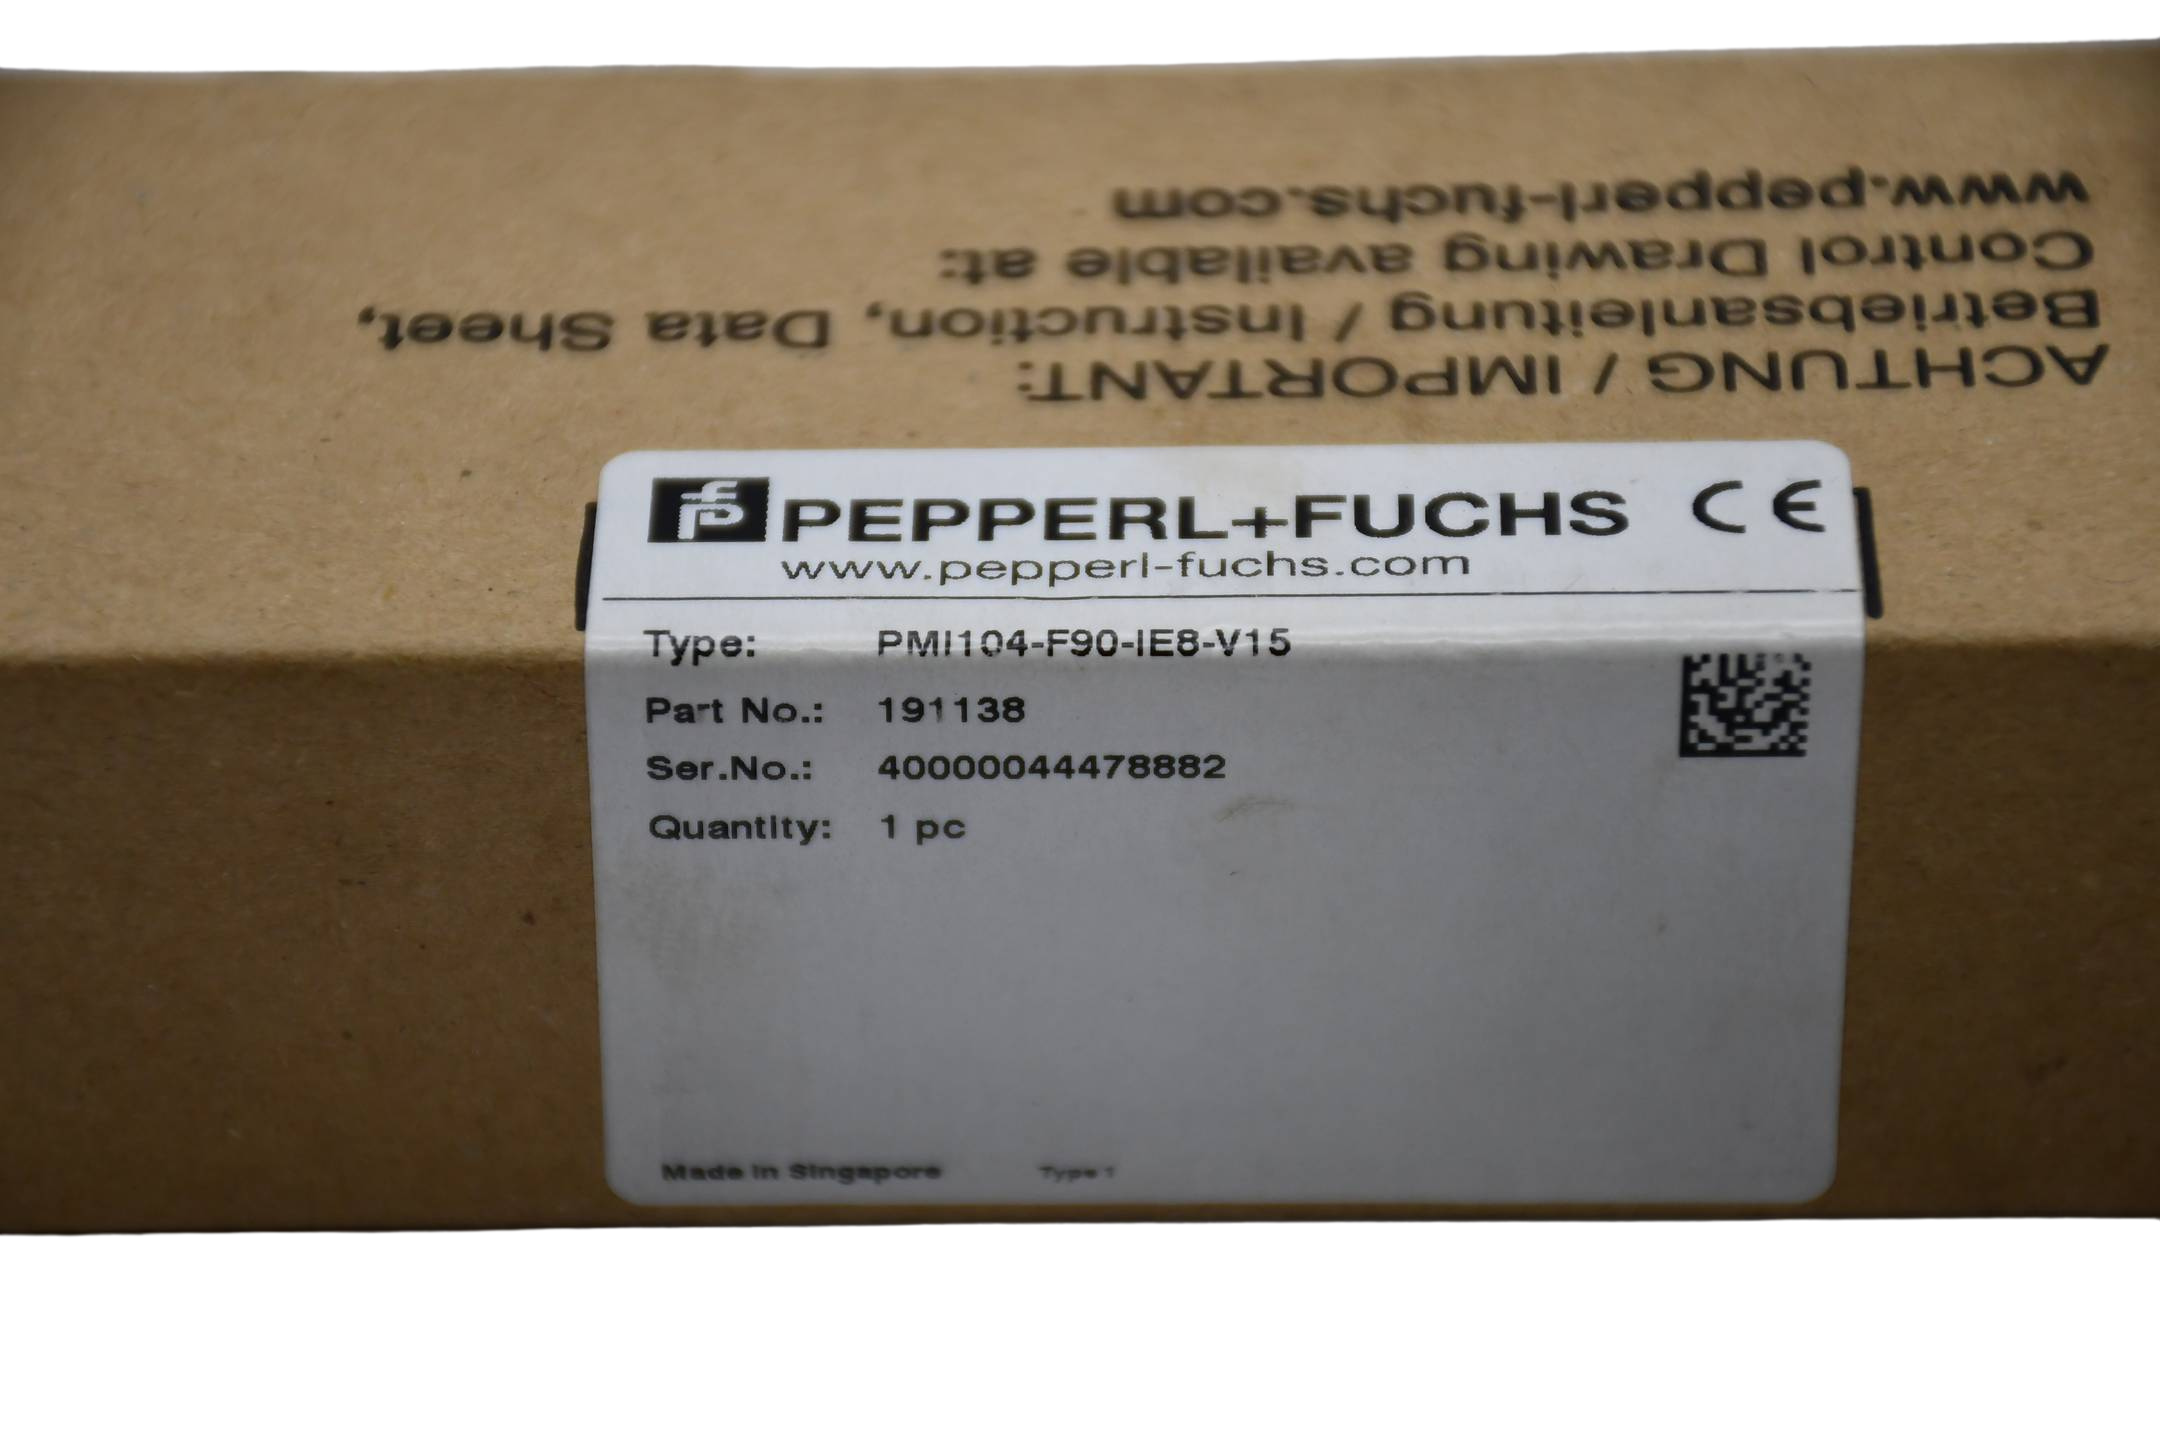 ACHTUNG / IMPORTANT:
Betriebsanleitung / Instruction, Data Sheet,
Control Drawing available at:
www.pepperl-fuchs.com
PEPPERL+FUCHS CE
www.pepperl-fuchs.com
Type: PMI104-F90-IE8-V15
Part No.: 191138
Ser.No.: 40000044478882
Quantity: 1 pc
Made in Singapore Type 1